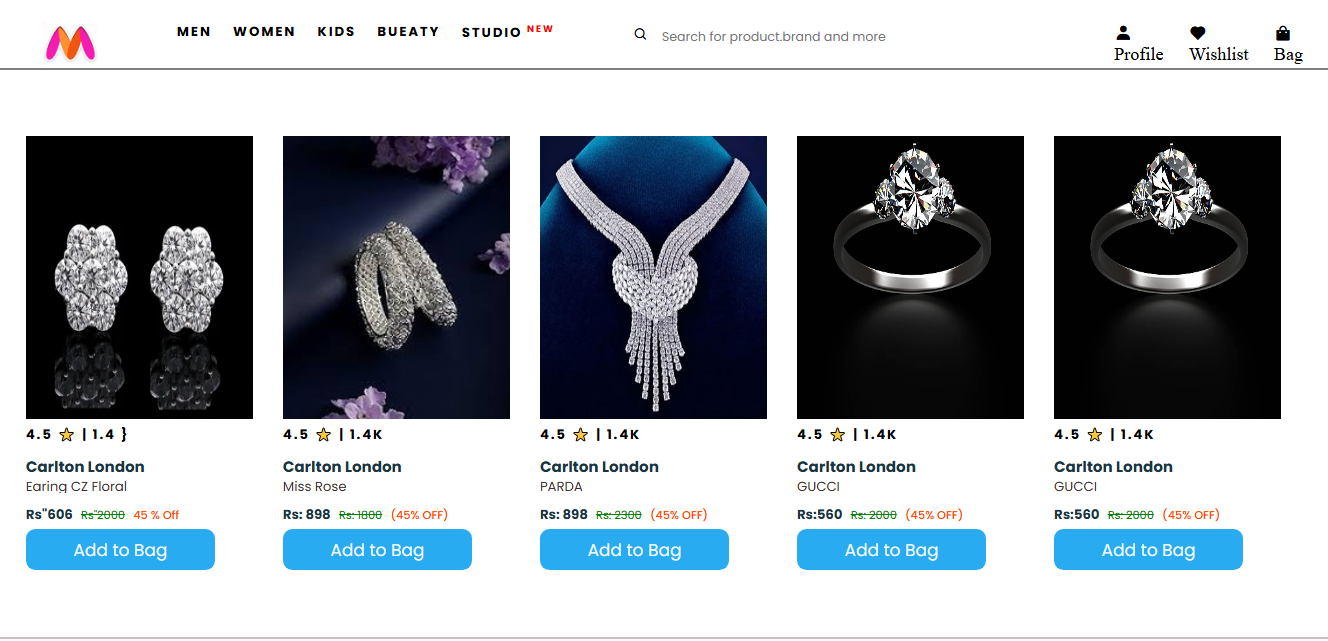 MEN WOMEN KIDS BUEATY STUDIO NEW
Search for product.brand and more
Profile Wishlist Bag
4.5 | 1.4 }
Carlton London
Earing CZ Floral
Rs"606 Rs"2000 45 % Off
Add to Bag
4.5 | 1.4K
Carlton London
Miss Rose
Rs: 898 Rs: 1800 (45% OFF)
Add to Bag
4.5 | 1.4K
Carlton London
PARDA
Rs: 898 Rs: 2300 (45% OFF)
Add to Bag
4.5 | 1.4K
Carlton London
GUCCI
Rs:560 Rs: 2000 (45% OFF)
Add to Bag
4.5 | 1.4K
Carlton London
GUCCI
Rs:560 Rs: 2000 (45% OFF)
Add to Bag